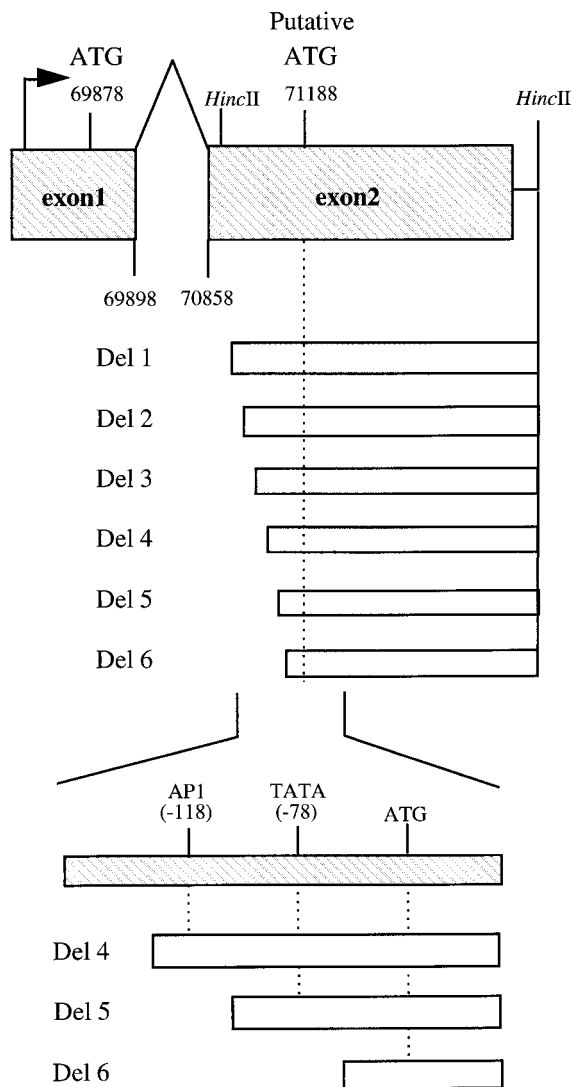 Putative
ATG ATG
69878 HincII 71188 HincII
exon1 exon2
69898 70858
Del 1
Del 2
Del 3
Del 4
Del 5
Del 6
AP1 TATA ATG
(-118) (-78)
Del 4
Del 5
Del 6